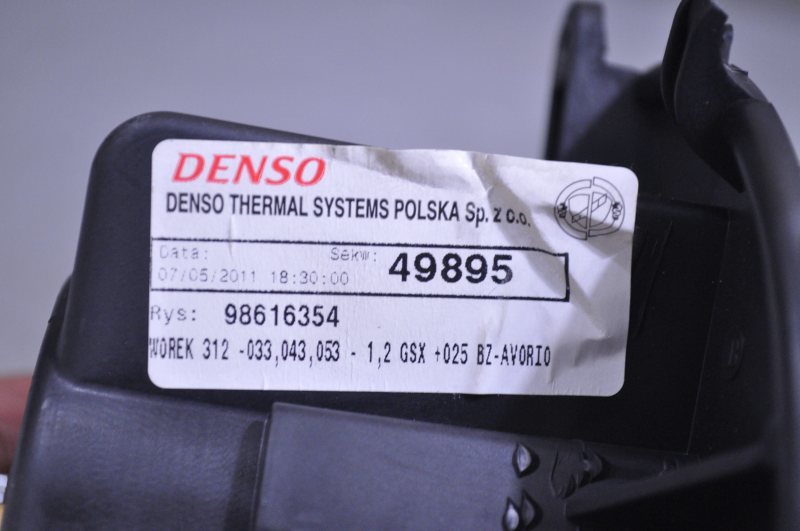 DENSO
DENSO THERMAL SYSTEMS POLSKA Sp. z o.o.
Data: Sekw: 49895
07/05/2011 18:30:00
Rys: 98616354
WOREK 312 -033,043,053 - 1,2 GSX +025 BZ-AVORIO